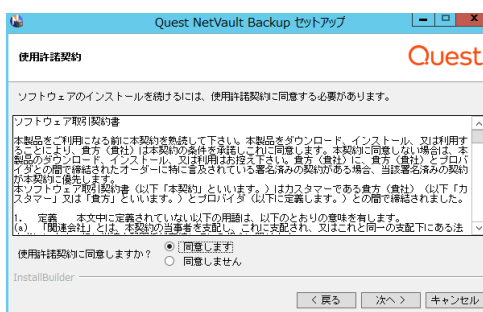 Quest NetVault Backup セットアップ
使用許諾契約
Quest
ソフトウェアのインストールを続けるには、使用許諾契約に同意する必要があります。
ソフトウェア取引契約書
本製品をご利用になる前に本契約を熟読して下さい。本製品をダウンロード、インストール、又は利用す
ることにより、貴方（貴社）は本契約の条件を承諾しこれに同意します。本契約に同意しない場合は、本
製品のダウンロード、インストール、又は利用はお控え下さい。貴方（貴社）に、貴方（貴社）とプロバ
イダとの間で締結されたオーダーに特に言及されている署名済みの契約がある場合、当該署名済みの契約
が本契約に優先します。
本ソフトウェア取引契約書（以下「本契約」といいます。）はカスタマーである貴方（貴社）（以下「カ
スタマー」又は「貴方」といいます。）とプロバイダ（以下に定義します。）との間で締結されました。
1. 定義 本文中に定義されていない以下の用語は、以下のとおりの意味を有します。
(a) 「関連会社」とは、本契約の当事者を支配し、これに支配され、又はこれと同一の支配下にある法
使用許諾契約に同意しますか？
同意します
同意しません
InstallBuilder
< 戻る
次へ >
キャンセル